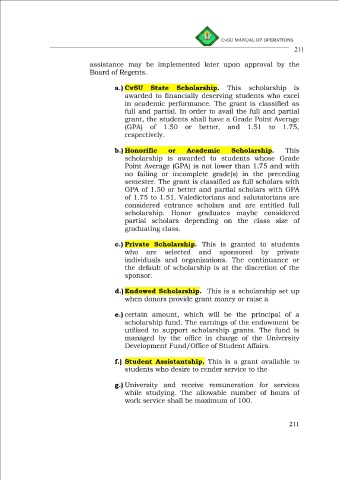 CvSU MANUAL OF OPERATIONS
211
assistance may be implemented later upon approval by the
Board of Regents.
a.) CvSU State Scholarship. This scholarship is
awarded to financially deserving students who excel
in academic performance. The grant is classified as
full and partial. In order to avail the full and partial
grant, the students shall have a Grade Point Average
(GPA) of 1.50 or better, and 1.51 to 1.75,
respectively.
b.) Honorific or Academic Scholarship. This
scholarship is awarded to students whose Grade
Point Average (GPA) is not lower than 1.75 and with
no failing or incomplete grade(s) in the preceding
semester. The grant is classified as full scholars with
GPA of 1.50 or better and partial scholars with GPA
of 1.75 to 1.51. Valedictorians and salutatorians are
considered entrance scholars and are entitled full
scholarship. Honor graduates maybe considered
partial scholars depending on the class size of
graduating class.
c.) Private Scholarship. This is granted to students
who are selected and sponsored by private
individuals and organizations. The continuance or
the default of scholarship is at the discretion of the
sponsor.
d.) Endowed Scholarship. This is a scholarship set up
when donors provide grant money or raise a
e.) certain amount, which will be the principal of a
scholarship fund. The earnings of the endowment be
utilized to support scholarship grants. The fund is
managed by the office in charge of the University
Development Fund/Office of Student Affairs.
f.) Student Assistantship. This is a grant available to
students who desire to render service to the
g.) University and receive remuneration for services
while studying. The allowable number of hours of
work service shall be maximum of 100.
211